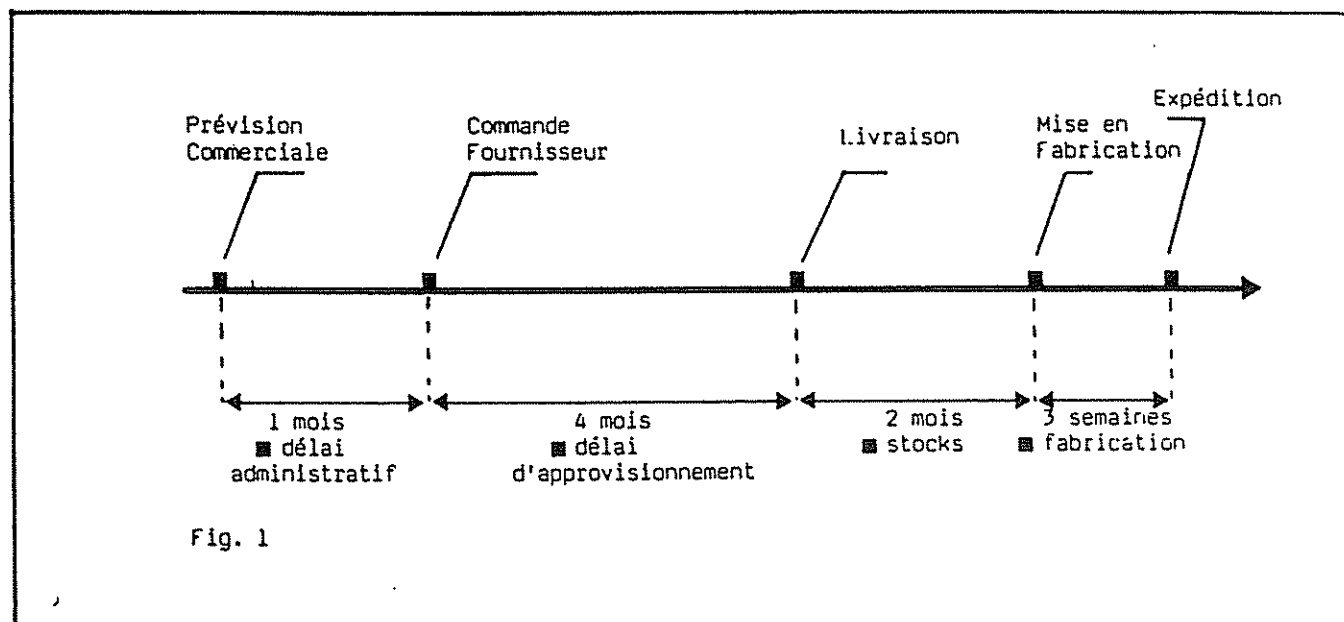 Prévision
Commerciale
Commande
Fournisseur
Livraison
Mise en
Fabrication
Expédition
1 mois
délai
administratif
4 mois
délai
d'approvisionnement
2 mois
stocks
3 semaines
fabrication
Fig. 1